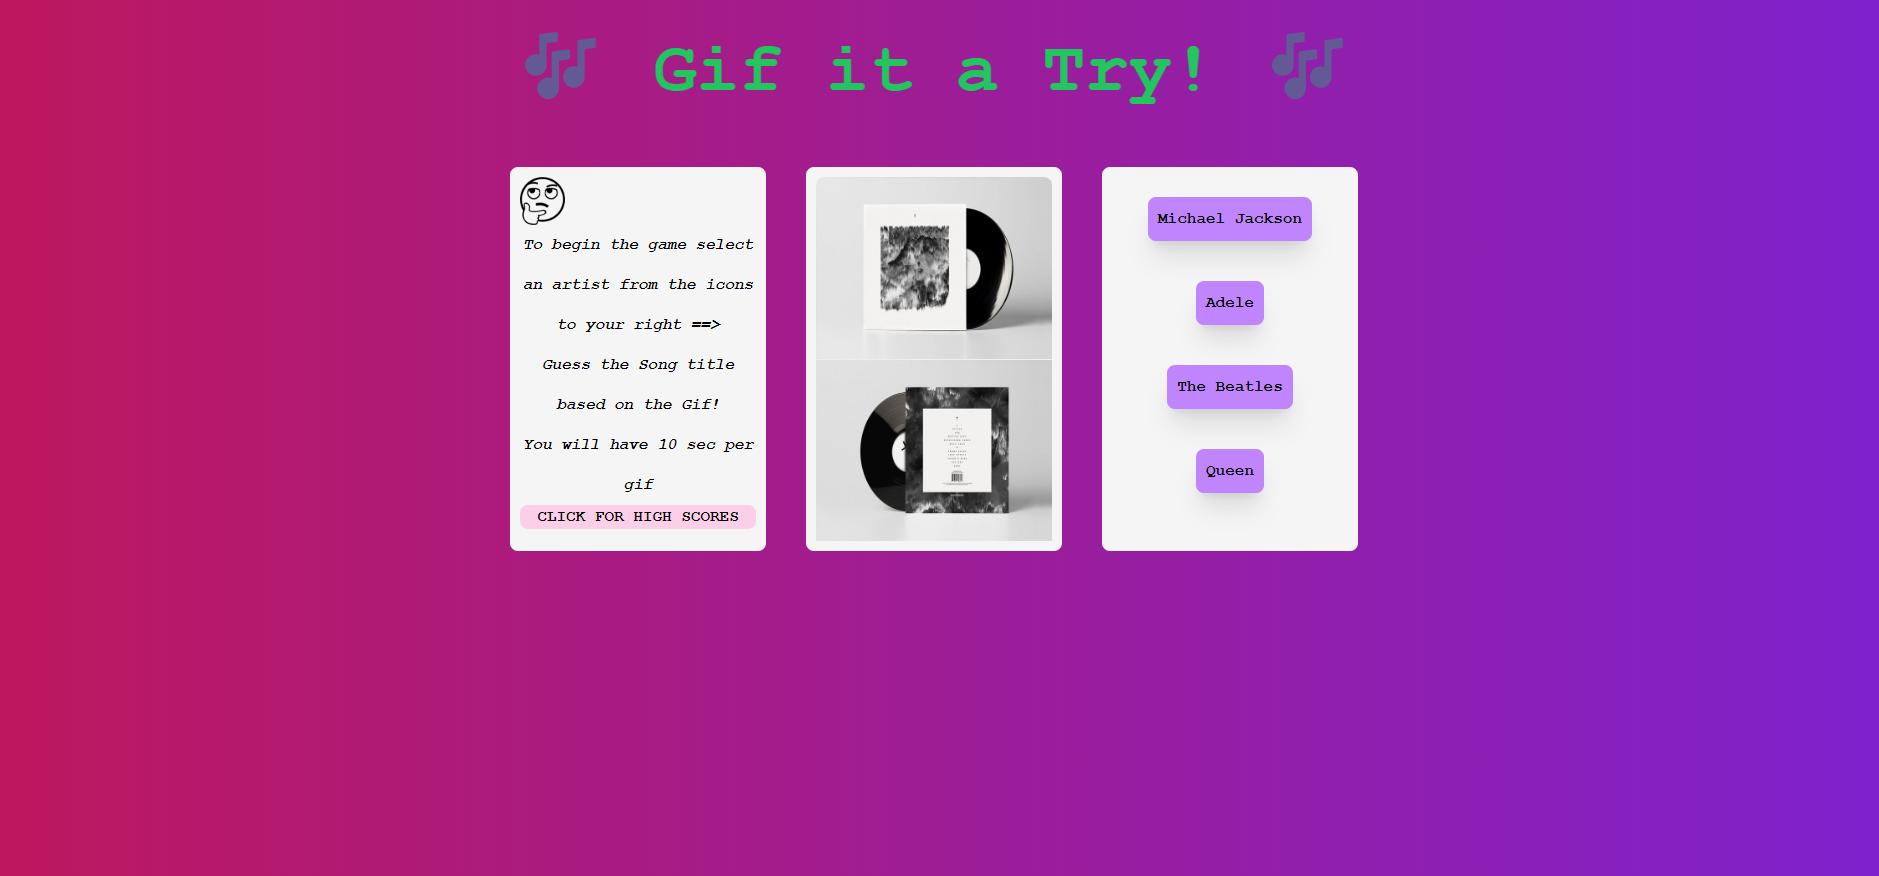 Gif it a Try!
To begin the game select
an artist from the icons
to your right ==>
Guess the Song title
based on the Gif!
You will have 10 sec per
gif
CLICK FOR HIGH SCORES
Michael Jackson
Adele
The Beatles
Queen